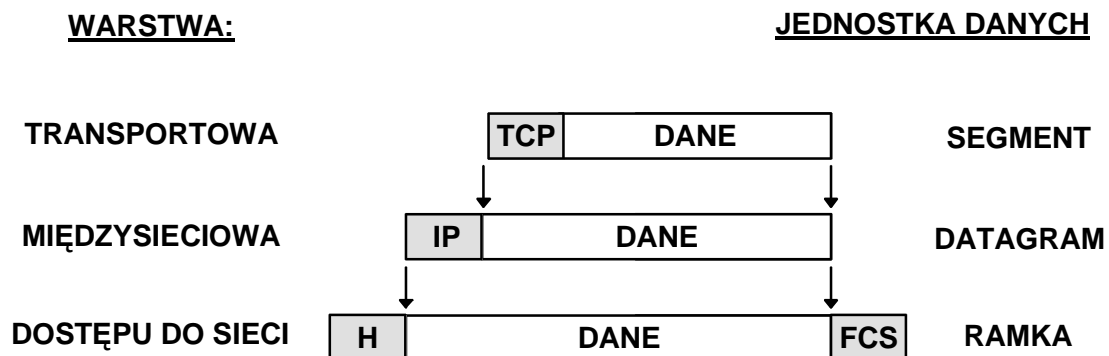 WARSTWA: JEDNOSTKA DANYCH
TRANSPORTOWA TCP DANE SEGMENT
MIĘDZYSIECIOWA IP DANE DATAGRAM
DOSTĘPU DO SIECI H DANE FCS RAMKA